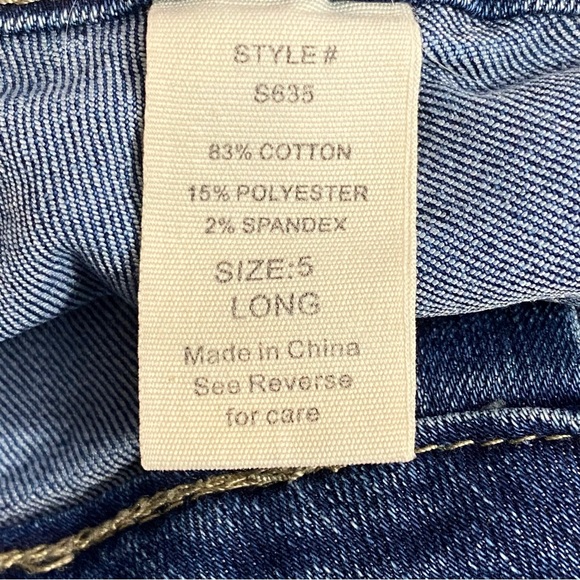 STYLE #
S635
83% COTTON
15% POLYESTER
2% SPANDEX
SIZE:5
LONG
Made in China
See Reverse
for care